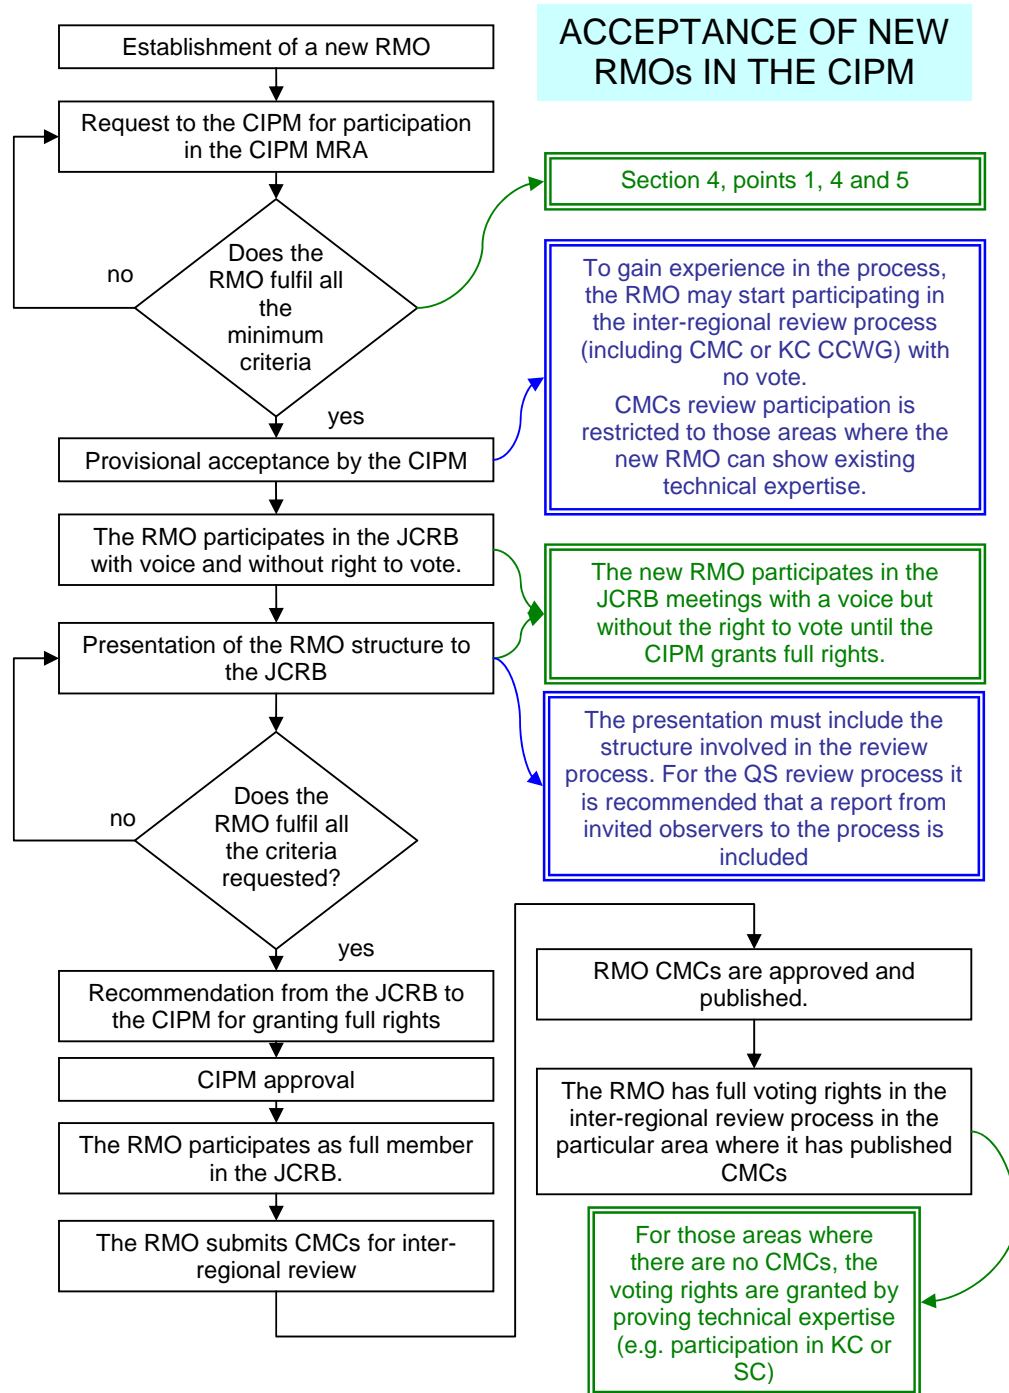 ACCEPTANCE OF NEW
RMOs IN THE CIPM
Establishment of a new RMO
Request to the CIPM for participation
in the CIPM MRA
Section 4, points 1, 4 and 5
Does the
RMO fulfil all
the
minimum
criteria
no
yes
To gain experience in the process,
the RMO may start participating in
the inter-regional review process
(including CMC or KC CCWG) with
no vote.
CMCs review participation is
restricted to those areas where the
new RMO can show existing
technical expertise.
Provisional acceptance by the CIPM
The RMO participates in the JCRB
with voice and without right to vote.
The new RMO participates in the
JCRB meetings with a voice but
without the right to vote until the
CIPM grants full rights.
Presentation of the RMO structure to
the JCRB
The presentation must include the
structure involved in the review
process. For the QS review process it
is recommended that a report from
invited observers to the process is
included
Does the
RMO fulfil all
the criteria
requested?
no
yes
Recommendation from the JCRB to
the CIPM for granting full rights
CIPM approval
The RMO participates as full member
in the JCRB.
The RMO submits CMCs for inter-
regional review
RMO CMCs are approved and
published.
The RMO has full voting rights in the
inter-regional review process in the
particular area where it has published
CMCs
For those areas where
there are no CMCs, the
voting rights are granted by
proving technical expertise
(e.g. participation in KC or
SC)